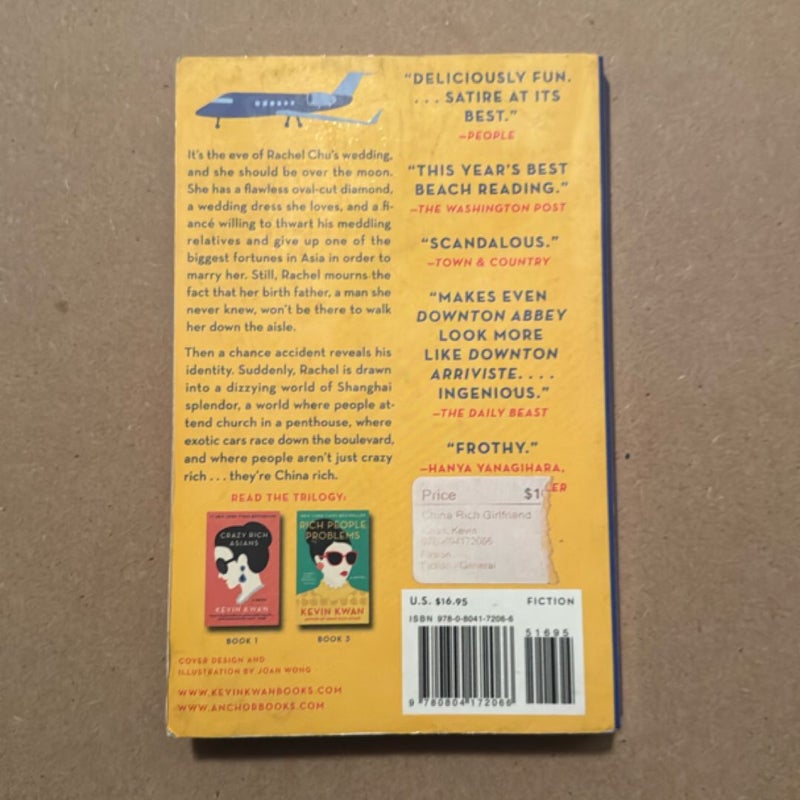 It's the eve of Rachel Chu's wedding,
and she should be over the moon.
She has a flawless oval-cut diamond,
a wedding dress she loves, and a fi-
ancé willing to thwart his meddling
relatives and give up one of the
biggest fortunes in Asia in order to
marry her. Still, Rachel mourns the
fact that her birth father, a man she
never knew, won't be there to walk
her down the aisle.
Then a chance accident reveals his
identity. Suddenly, Rachel is drawn
into a dizzying world of Shanghai
splendor, a world where people at-
tend church in a penthouse, where
exotic cars race down the boulevard,
and where people aren't just crazy
rich . . . they're China rich.
READ THE TRILOGY:
CRAZY RICH
ASIANS
KEVIN KWAN
BOOK 1
RICH PEOPLE
PROBLEMS
KEVIN KWAN
BOOK 3
COVER DESIGN AND
ILLUSTRATION BY JOAN WONG
WWW.KEVINKWANBOOKS.COM
WWW.ANCHORBOOKS.COM
"DELICIOUSLY FUN.
. . . SATIRE AT ITS
BEST."
—PEOPLE
"THIS YEAR'S BEST
BEACH READING."
—THE WASHINGTON POST
"SCANDALOUS."
—TOWN & COUNTRY
"MAKES EVEN
DOWNTON ABBEY
LOOK MORE
LIKE DOWNTON
ARRIVISTE. . . .
INGENIOUS."
—THE DAILY BEAST
"FROTHY."
—HANYA YANAGIHARA,
Price $1
China Rich Girlfriend
Kevin
Fiction
/ General
U.S. $16.95 FICTION
ISBN 978-0-8041-7206-6
51695
9 780804 172066